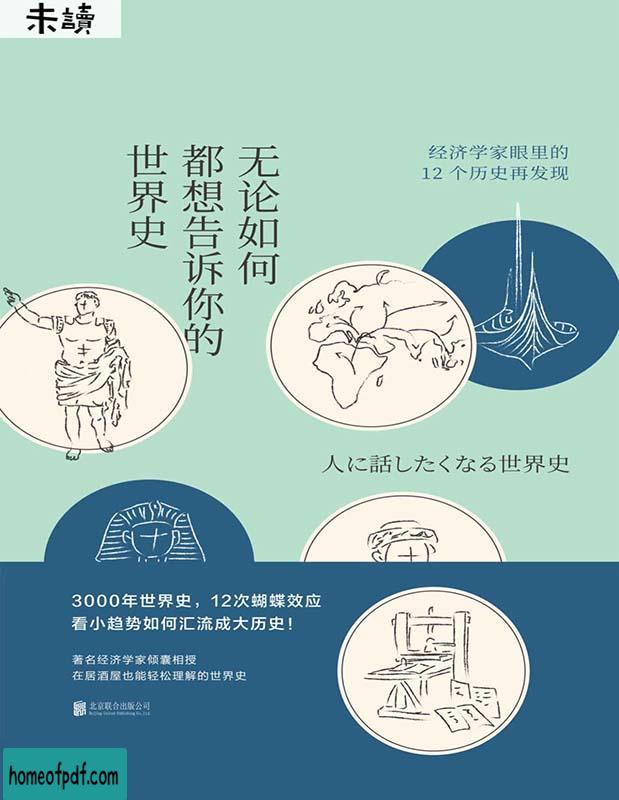 未讀
无论如何
都想告诉你的
世界史
经济学家眼里的
12个历史再发现
人に話したくなる世界史
3000年世界史，12次蝴蝶效应
看小趋势如何汇流成大历史！
著名经济学家倾囊相授
在居酒屋也能轻松理解的世界史
北京联合出版公司
Beijing United Publishing Co.,Ltd.
homeofpdf.com